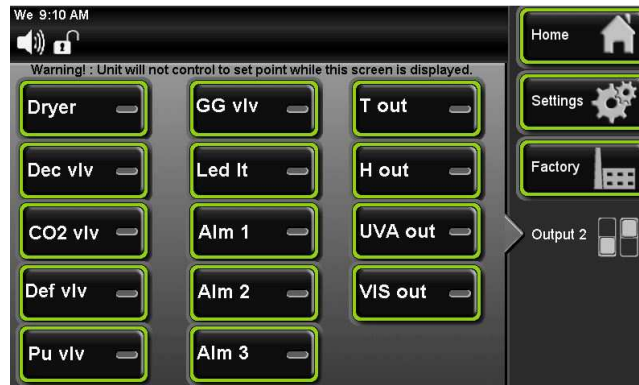 We 9:10 AM
Warning! : Unit will not control to set point while this screen is displayed.
Dryer
GG vlv
T out
Dec vlv
Led lt
H out
CO2 vlv
Alm 1
UVA out
Def vlv
Alm 2
VIS out
Pu vlv
Alm 3
Home
Settings
Factory
Output 2